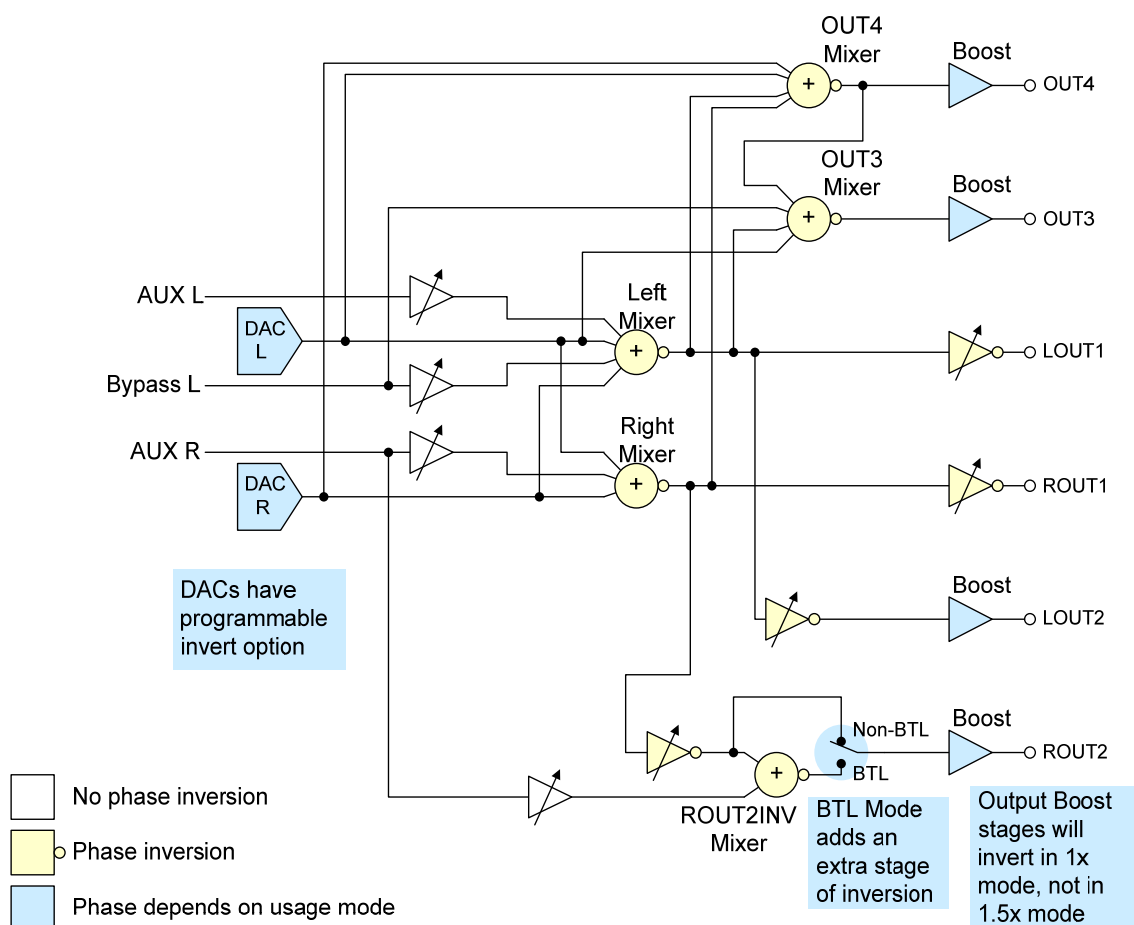 OUT4
Mixer
Boost
+
OUT4
OUT3
Mixer
Boost
+
OUT3
AUX L
Left
Mixer
DAC
L
+
LOUT1
Bypass L
AUX R
Right
Mixer
DAC
R
+
ROUT1
DACs have
programmable
invert option
Boost
LOUT2
Boost
Non-BTL
ROUT2
+
BTL
ROUT2INV
Mixer
BTL Mode
adds an
extra stage
of inversion
Output Boost
stages will
invert in 1x
mode, not in
1.5x mode
No phase inversion
Phase inversion
Phase depends on usage mode